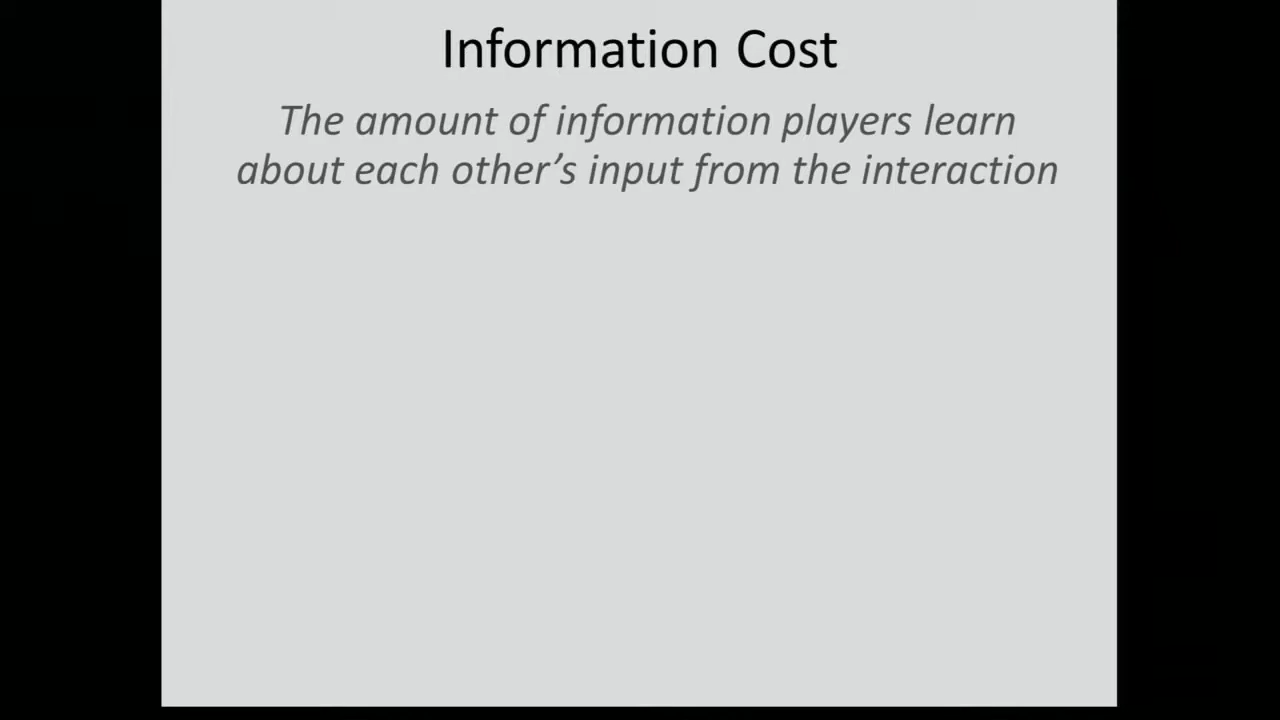 Information Cost
The amount of information players learn
about each other’s input from the interaction